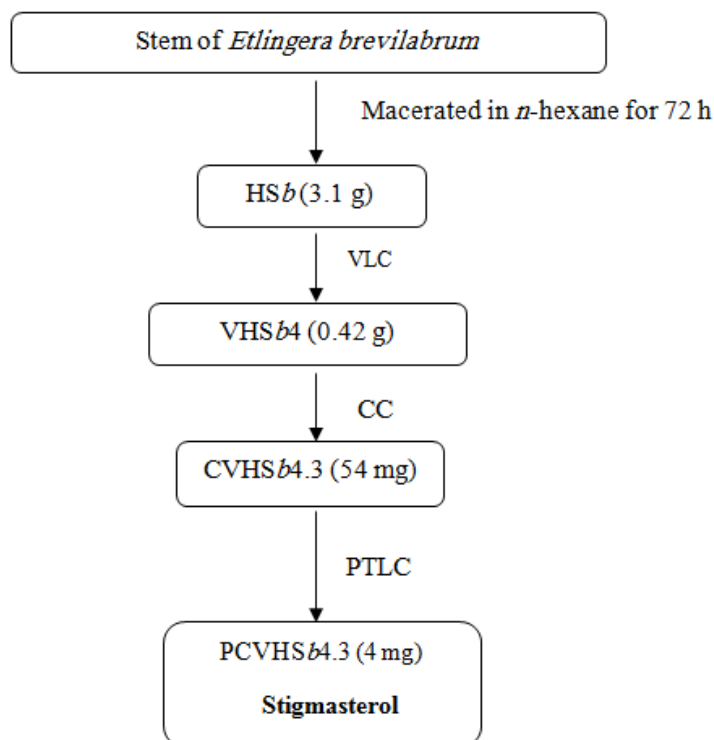 Stem of Etlingera brevilabrum
Macerated in n-hexane for 72 h
HSb (3.1 g)
VLC
VHSb4 (0.42 g)
CC
CVHSb4.3 (54 mg)
PTLC
PCVHSb4.3 (4 mg)
Stigmasterol